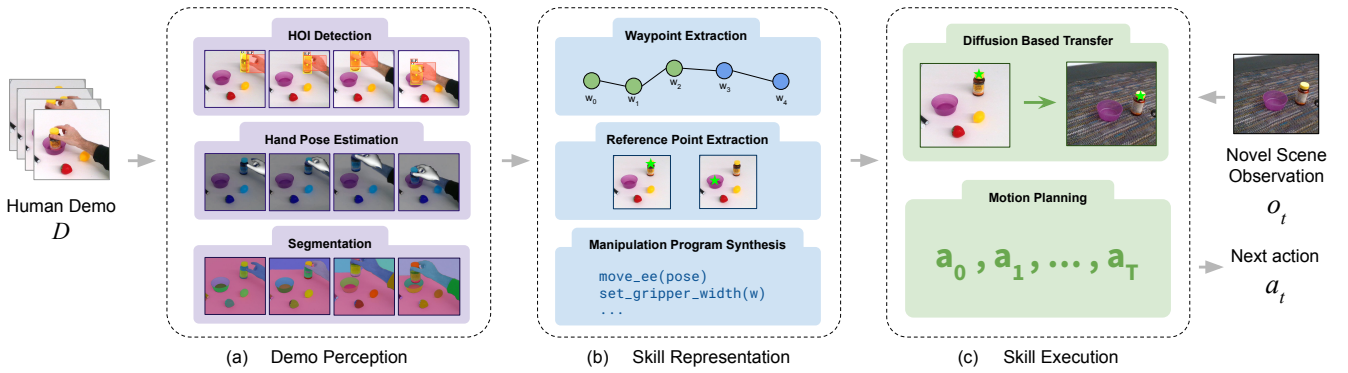 Human Demo
D
HOI Detection
Hand Pose Estimation
Segmentation
(a) Demo Perception
Waypoint Extraction
w0
w1
w2
w3
w4
Reference Point Extraction
Manipulation Program Synthesis
move_ee(pose)
set_gripper_width(w)
...
(b) Skill Representation
Diffusion Based Transfer
Motion Planning
a0 , a1 , ... , aT
(c) Skill Execution
Novel Scene
Observation
ot
Next action
at